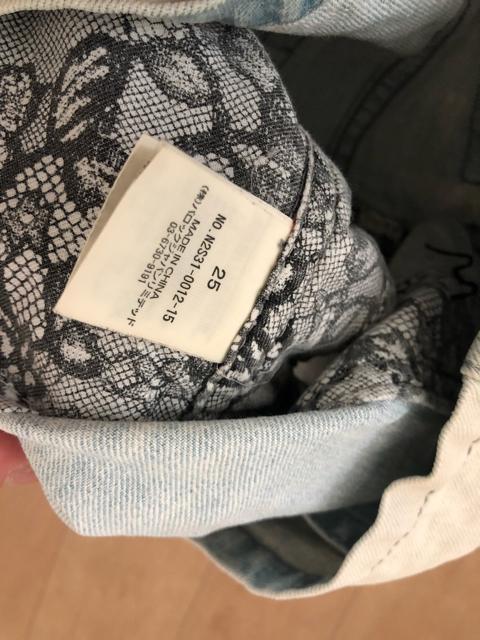 NO. N2S31-0012-15
25
MADE IN CHINA
(株)バロックジャパンリミテッド
03-6730-9191